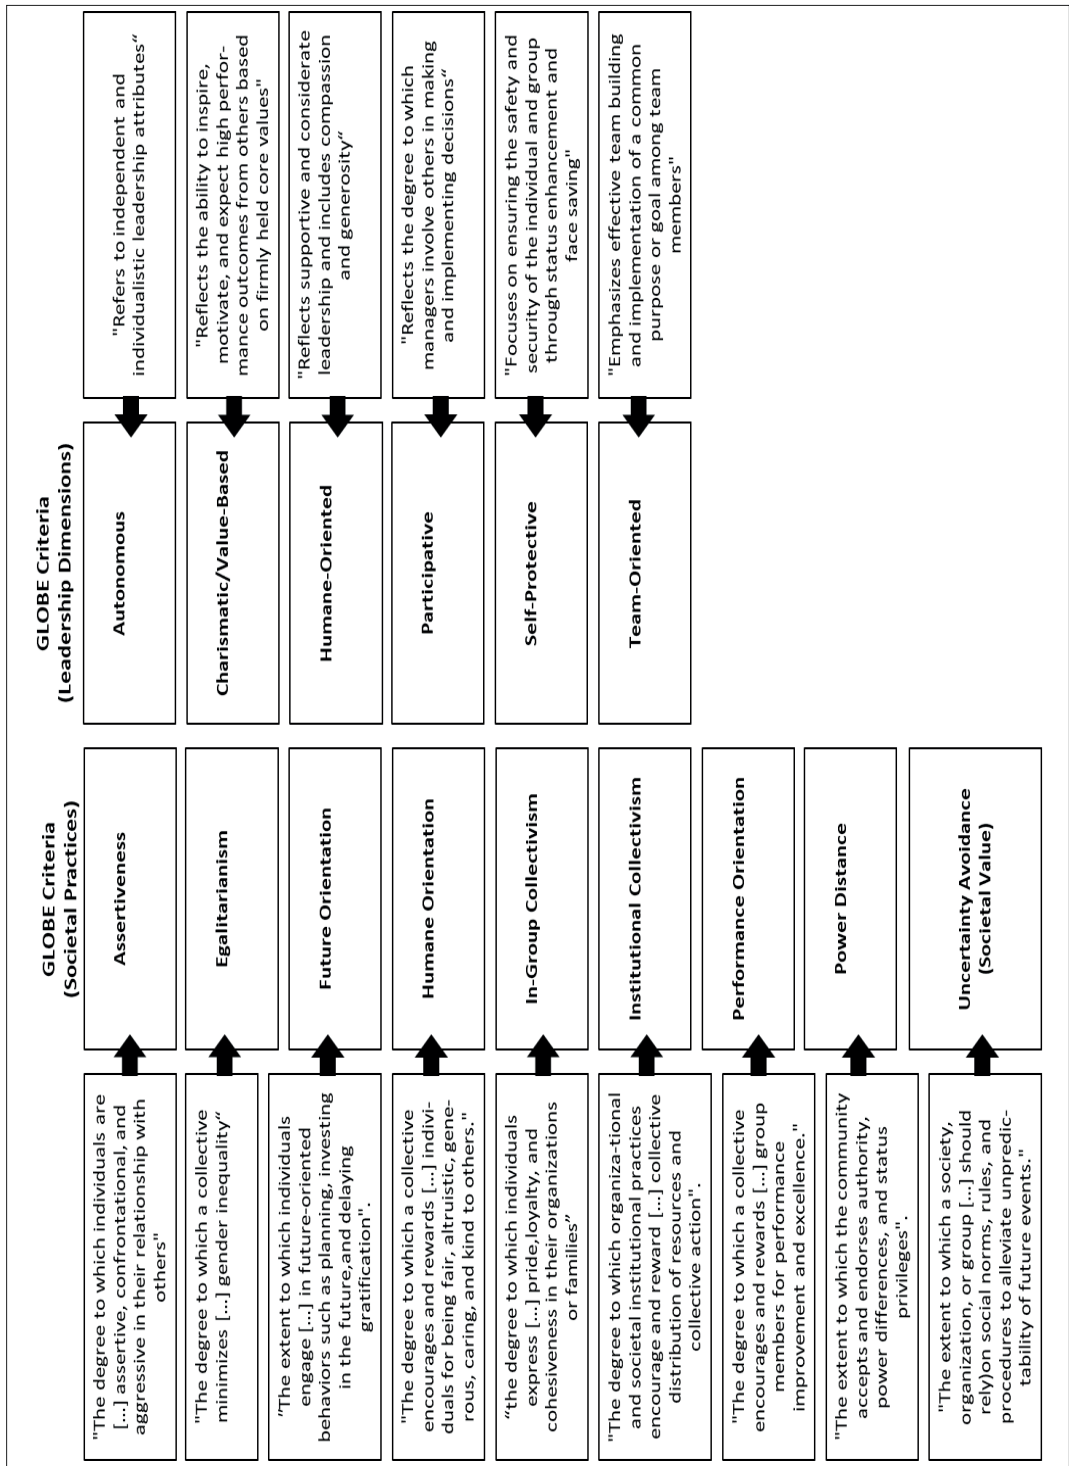 GLOBE Criteria
(Societal Practices)
GLOBE Criteria
(Leadership Dimensions)
"The degree to which individuals are
[...] assertive, confrontational, and
aggressive in their relationship with
others"
Assertiveness
Autonomous
"Refers to independent and
individualistic leadership attributes“
"The degree to which a collective
minimizes [...] gender inequality“
Egalitarianism
Charismatic/Value-Based
"Reflects the ability to inspire,
motivate, and expect high perfor-
mance outcomes from others based
on firmly held core values"
”The extent to which individuals
engage [...] in future-oriented
behaviors such as planning, investing
in the future,and delaying
gratification".
Future Orientation
Humane-Oriented
"Reflects supportive and considerate
leadership and includes compassion
and generosity“
"The degree to which a collective
encourages and rewards [...] indivi-
duals for being fair, altruistic, gene-
rous, caring, and kind to others."
Humane Orientation
Participative
"Reflects the degree to which
managers involve others in making
and implementing decisions“
“the degree to which individuals
express [...] pride,loyalty, and
cohesiveness in their organizations
or families”
In-Group Collectivism
Self-Protective
"Focuses on ensuring the safety and
security of the individual and group
through status enhancement and
face saving"
"The degree to which organiza-tional
and societal institutional practices
encourage and reward [...] collective
distribution of resources and
collective action".
Institutional Collectivism
Team-Oriented
"Emphasizes effective team building
and implementation of a common
purpose or goal among team
members"
"The degree to which a collective
encourages and rewards [...] group
members for performance
improvement and excellence."
Performance Orientation
"The extent to which the community
accepts and endorses authority,
power differences, and status
privileges".
Power Distance
"The extent to which a society,
organization, or group [...] should
rely)on social norms, rules, and
procedures to alleviate unpredic-
tability of future events."
Uncertainty Avoidance
(Societal Value)